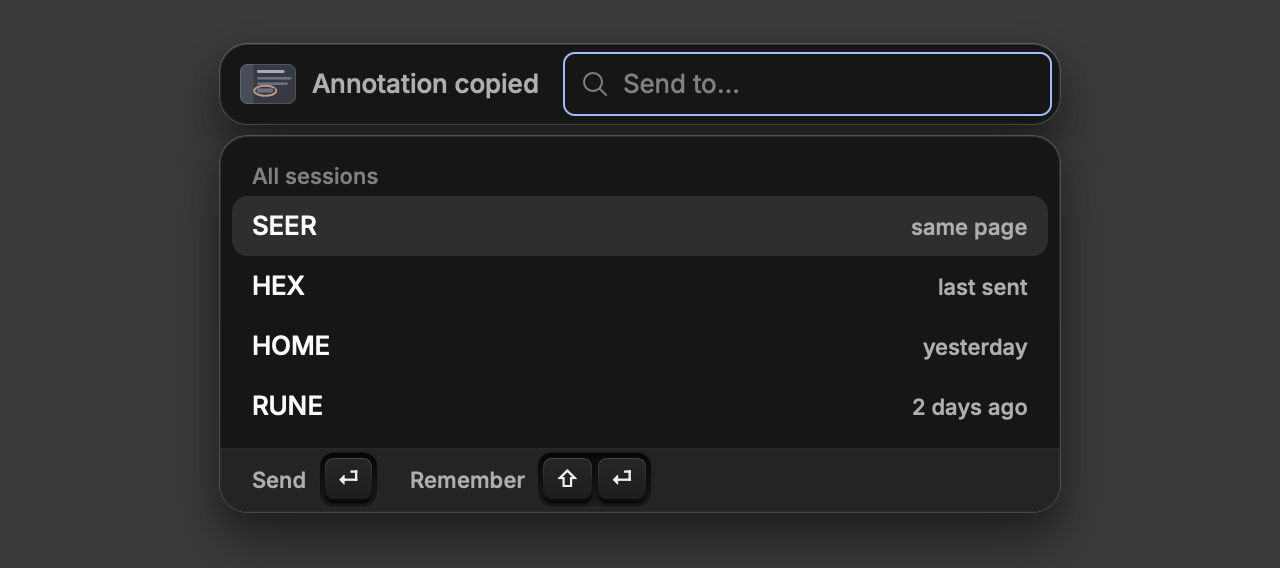 Annotation copied
Send to...
All sessions
SEER same page
HEX last sent
HOME yesterday
RUNE 2 days ago
Send Remember